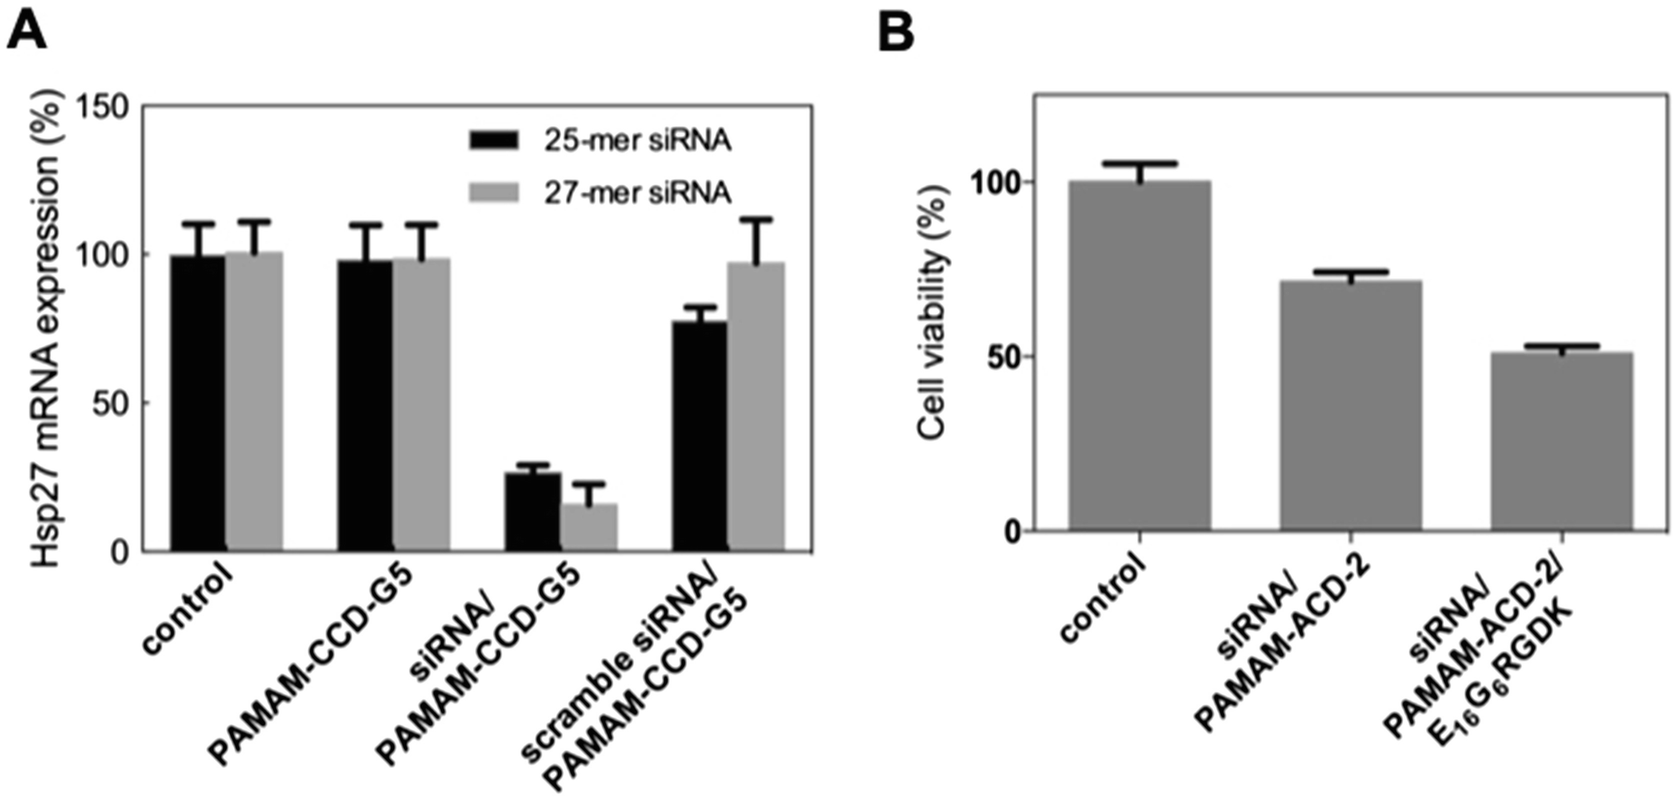 A
Hsp27 mRNA expression (%)
150
100
50
0
25-mer siRNA
27-mer siRNA
control
PAMAM-CCD-G5
siRNA/
PAMAM-CCD-G5
scramble siRNA/
PAMAM-CCD-G5
B
Cell viability (%)
100
50
0
control
siRNA/
PAMAM-ACD-2
siRNA/
PAMAM-ACD-2/
E₁₆G₆RGDK